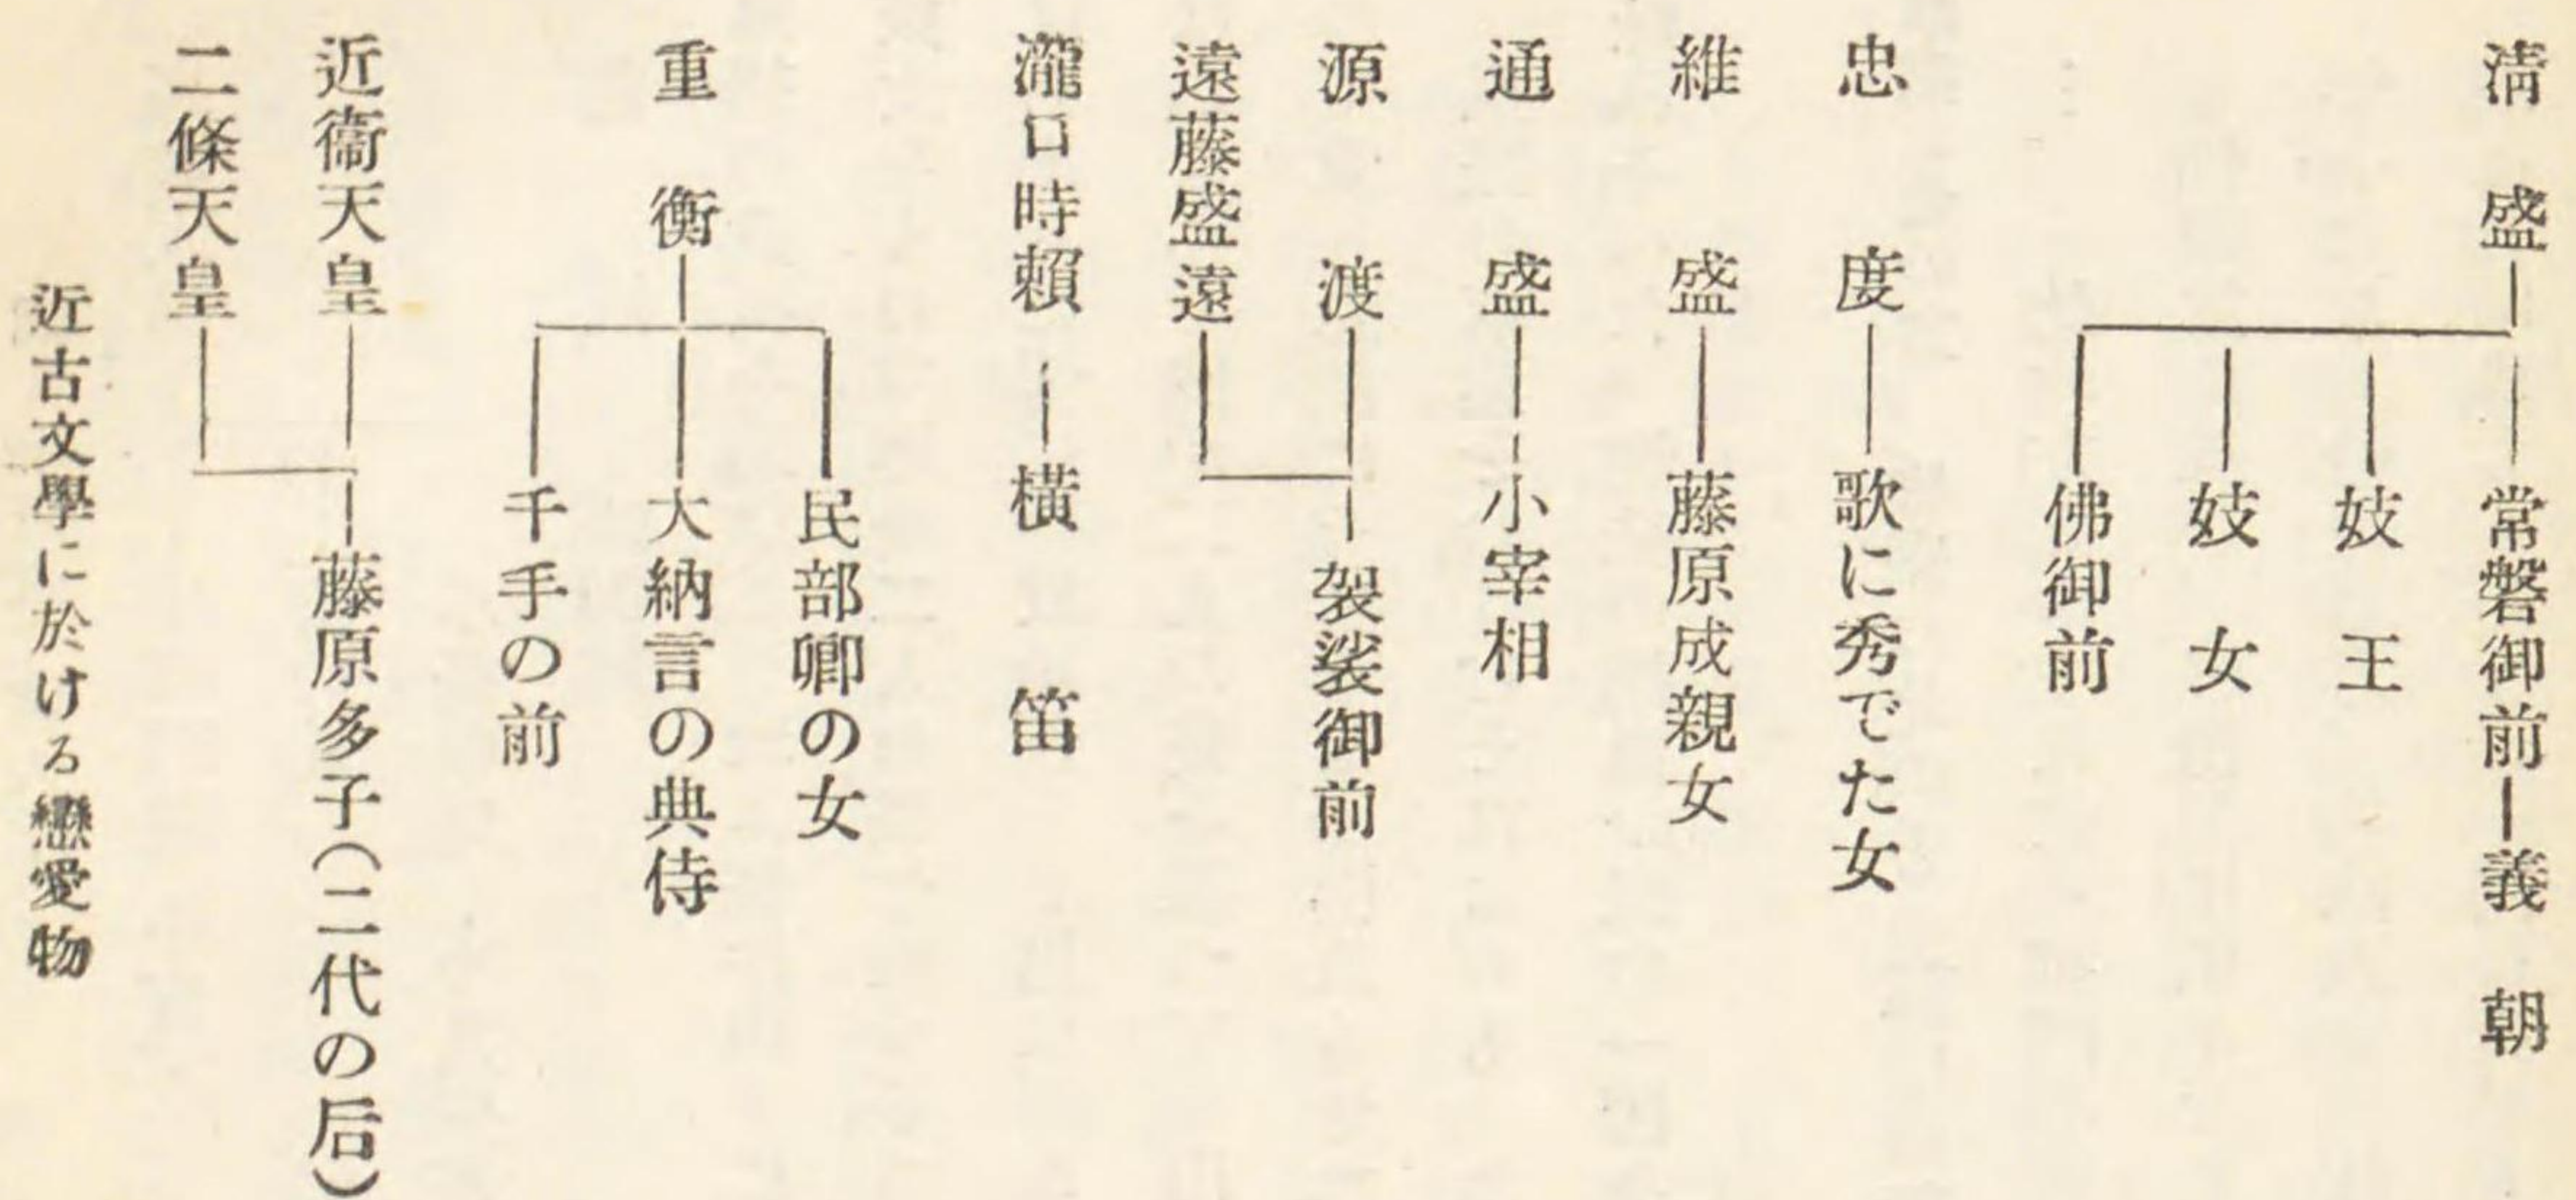 淸盛
常磐御前
義朝
妓王
妓女
佛御前
忠度
歌に秀でた女
維盛
藤原成親女
通盛
小宰相
源渡
遠藤盛遠
袈裟御前
瀧口時賴
橫笛
重衡
民部卿の女
大納言の典侍
千手の前
近衞天皇
二條天皇
藤原多子(二代の后)
近古文學に於ける戀愛物